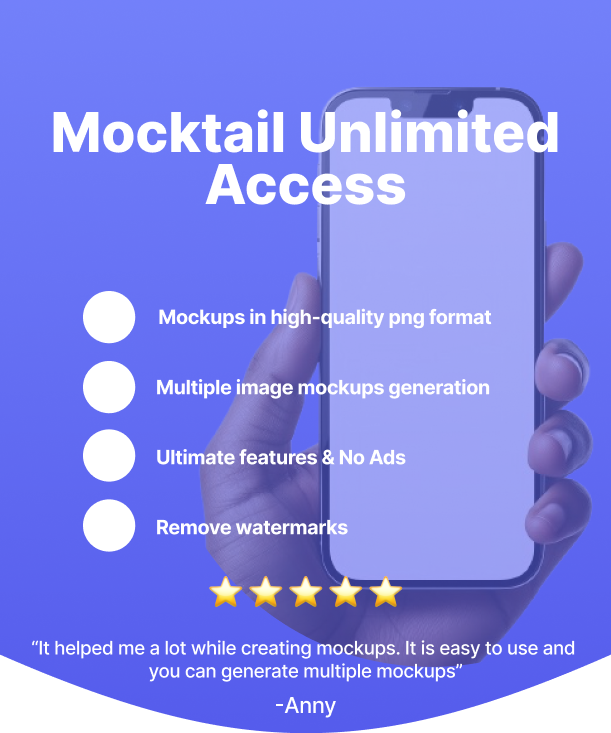 Mocktail Unlimited
Access
Mockups in high-quality png format
Multiple image mockups generation
Ultimate features & No Ads
Remove watermarks
“It helped me a lot while creating mockups. It is easy to use and
you can generate multiple mockups”
-Anny